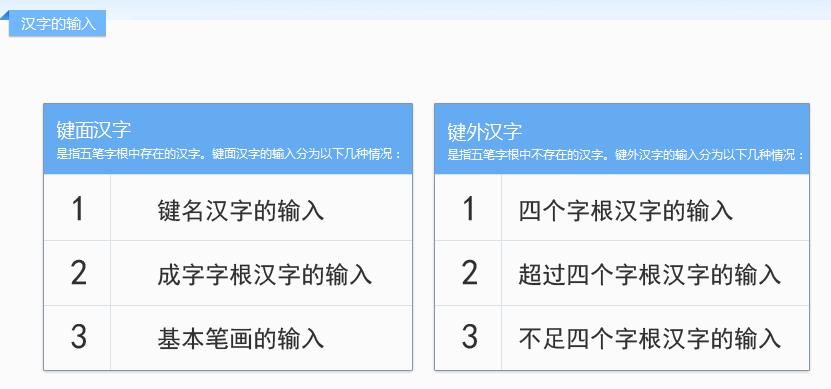 汉字的输入
键面汉字
是指五笔字根中存在的汉字。键面汉字的输入分为以下几种情况：
1 键名汉字的输入
2 成字字根汉字的输入
3 基本笔画的输入
键外汉字
是指五笔字根中不存在的汉字。键外汉字的输入分为以下几种情况：
1 四个字根汉字的输入
2 超过四个字根汉字的输入
3 不足四个字根汉字的输入